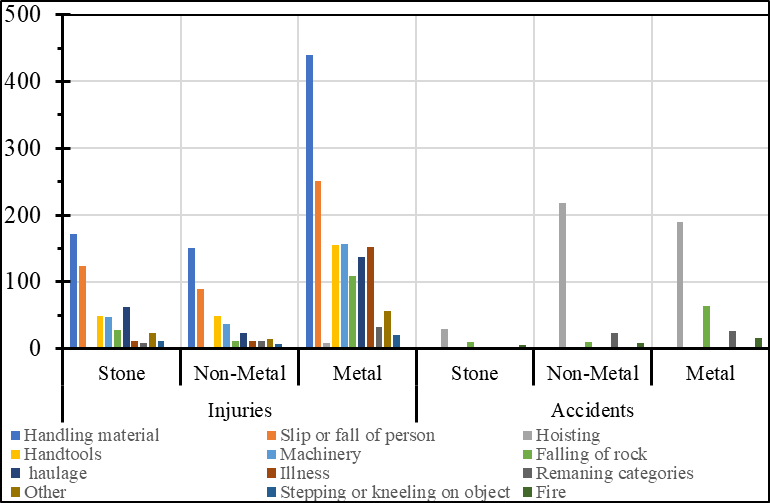 500
400
300
200
100
0
Stone Non-Metal Metal Stone Non-Metal Metal
Injuries Accidents
Handling material Slip or fall of person Hoisting
Handtools Machinery Falling of rock
haulage Illness Remaning categories
Other Stepping or kneeling on object Fire